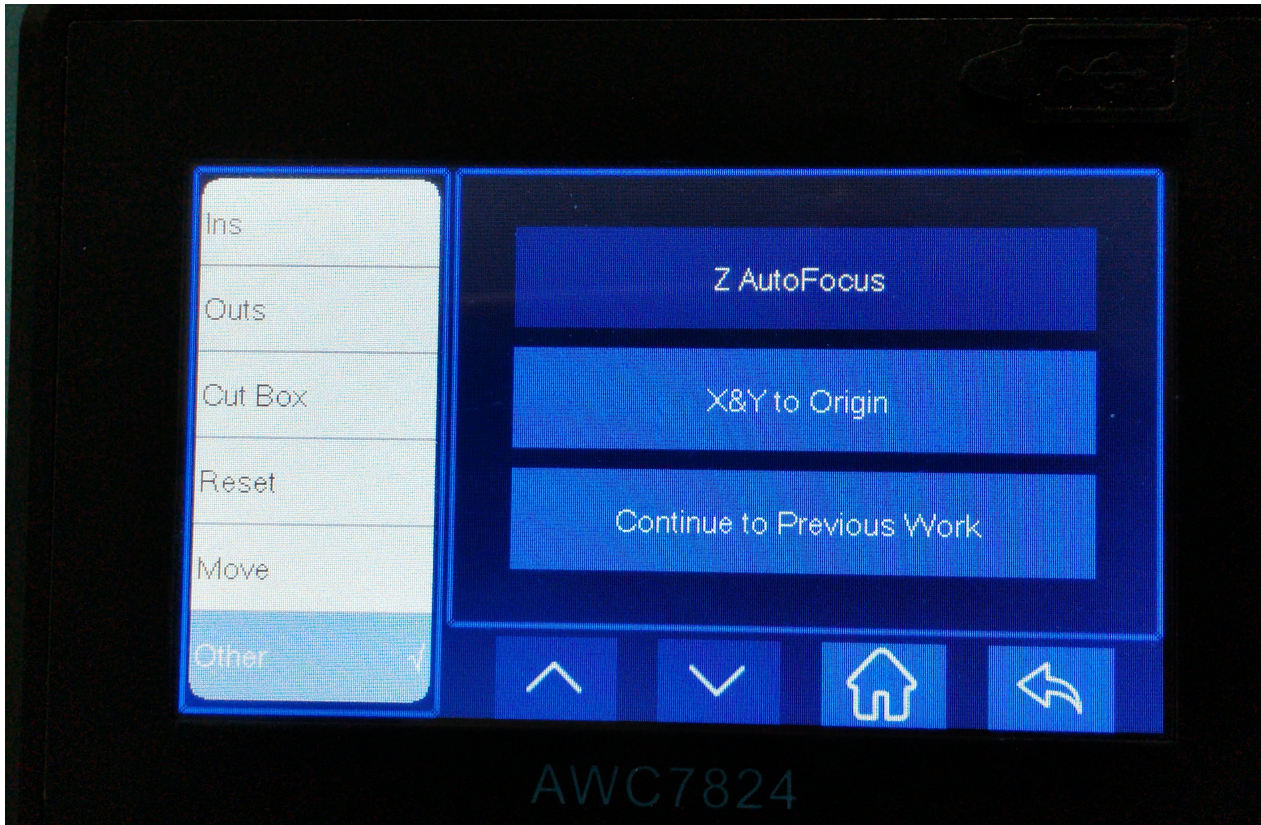 Ins
Outs
Cut Box
Reset
Move
Other √
Z AutoFocus
X&Y to Origin
Continue to Previous Work
AWC7824